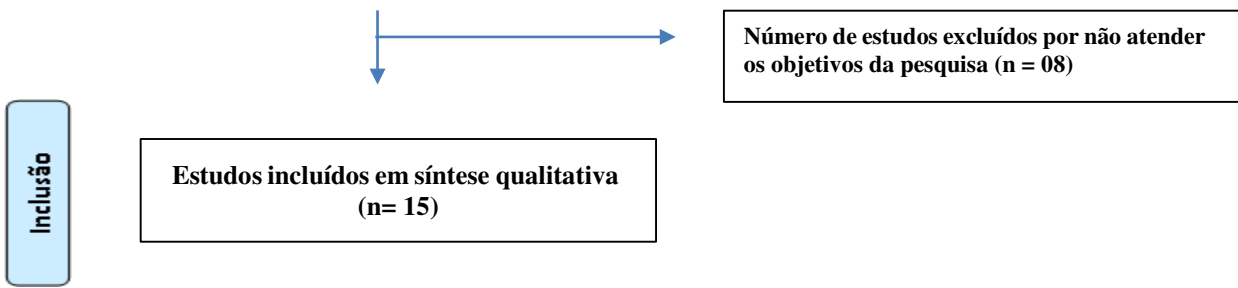 Número de estudos excluídos por não atender
os objetivos da pesquisa (n = 08)
Inclusão
Estudos incluídos em síntese qualitativa
(n= 15)